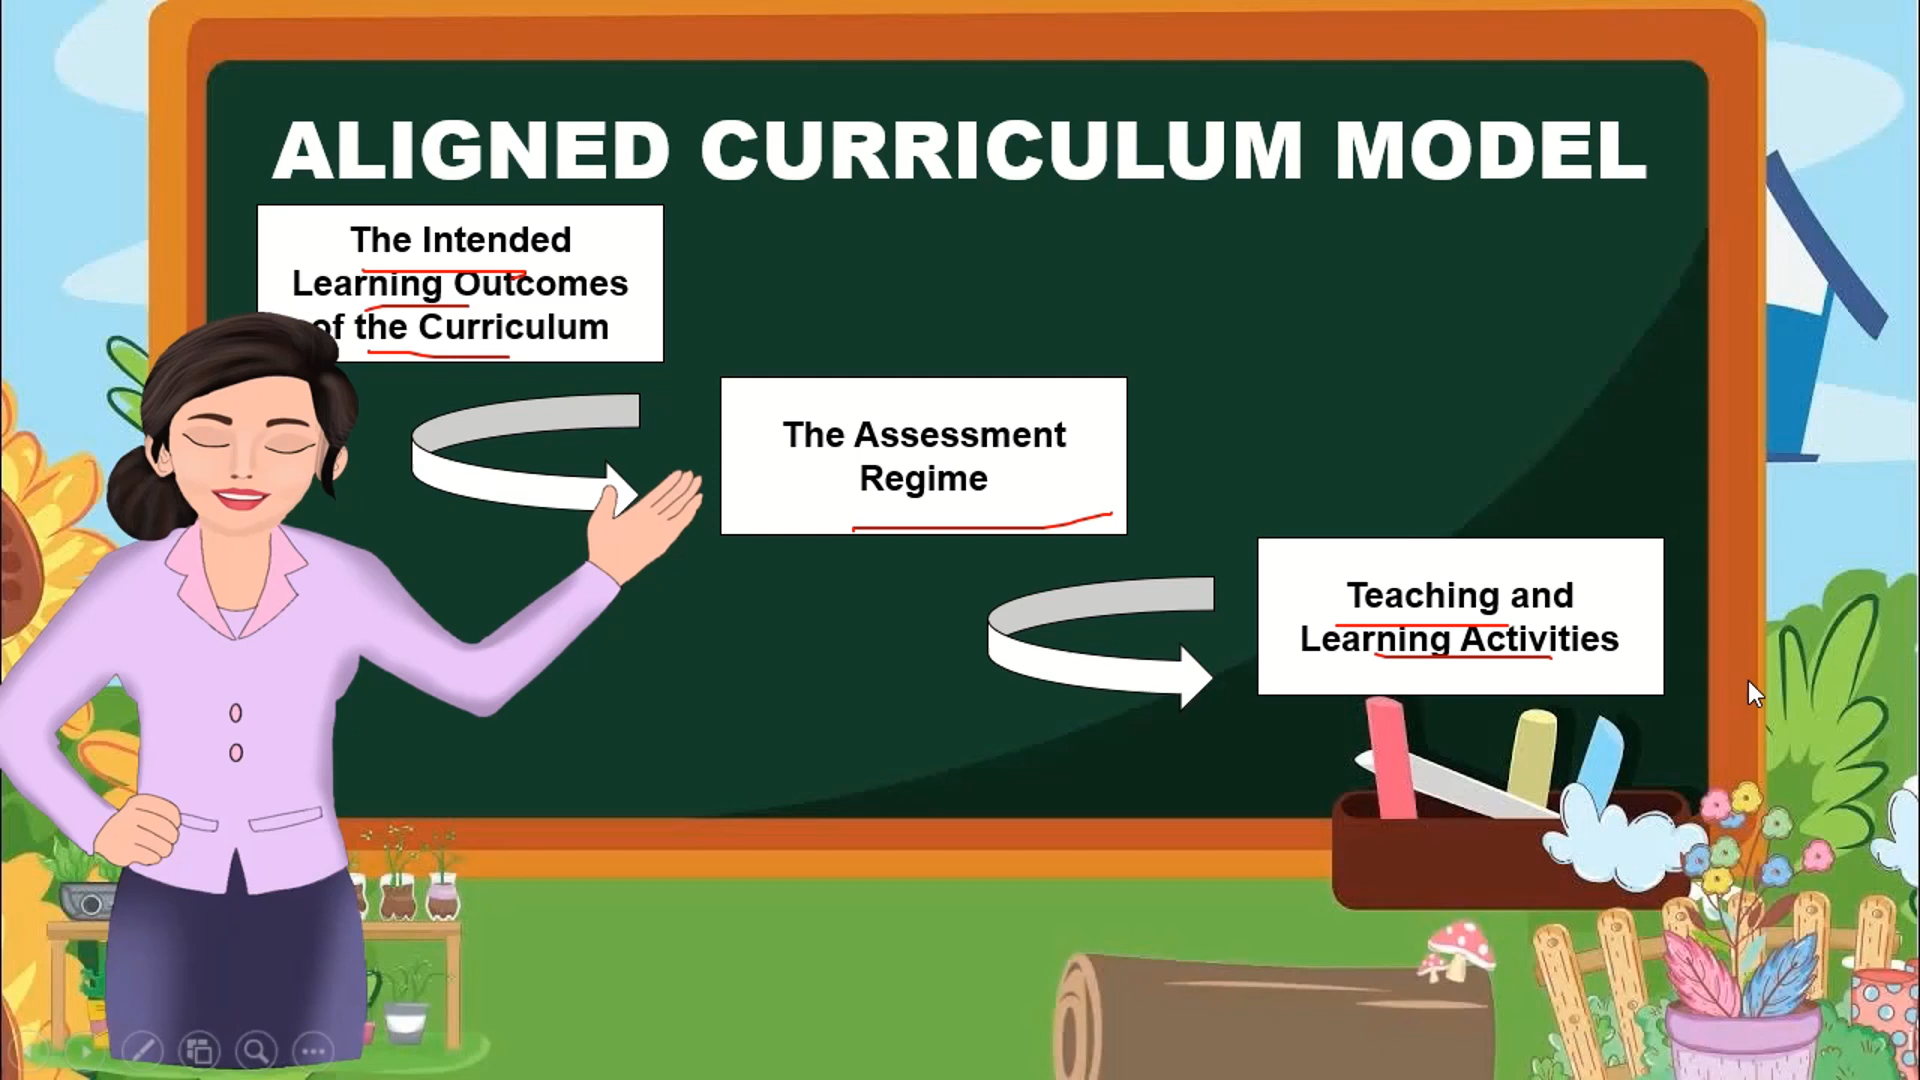 ALIGNED CURRICULUM MODEL
The Intended
Learning Outcomes
of the Curriculum
The Assessment
Regime
Teaching and
Learning Activities